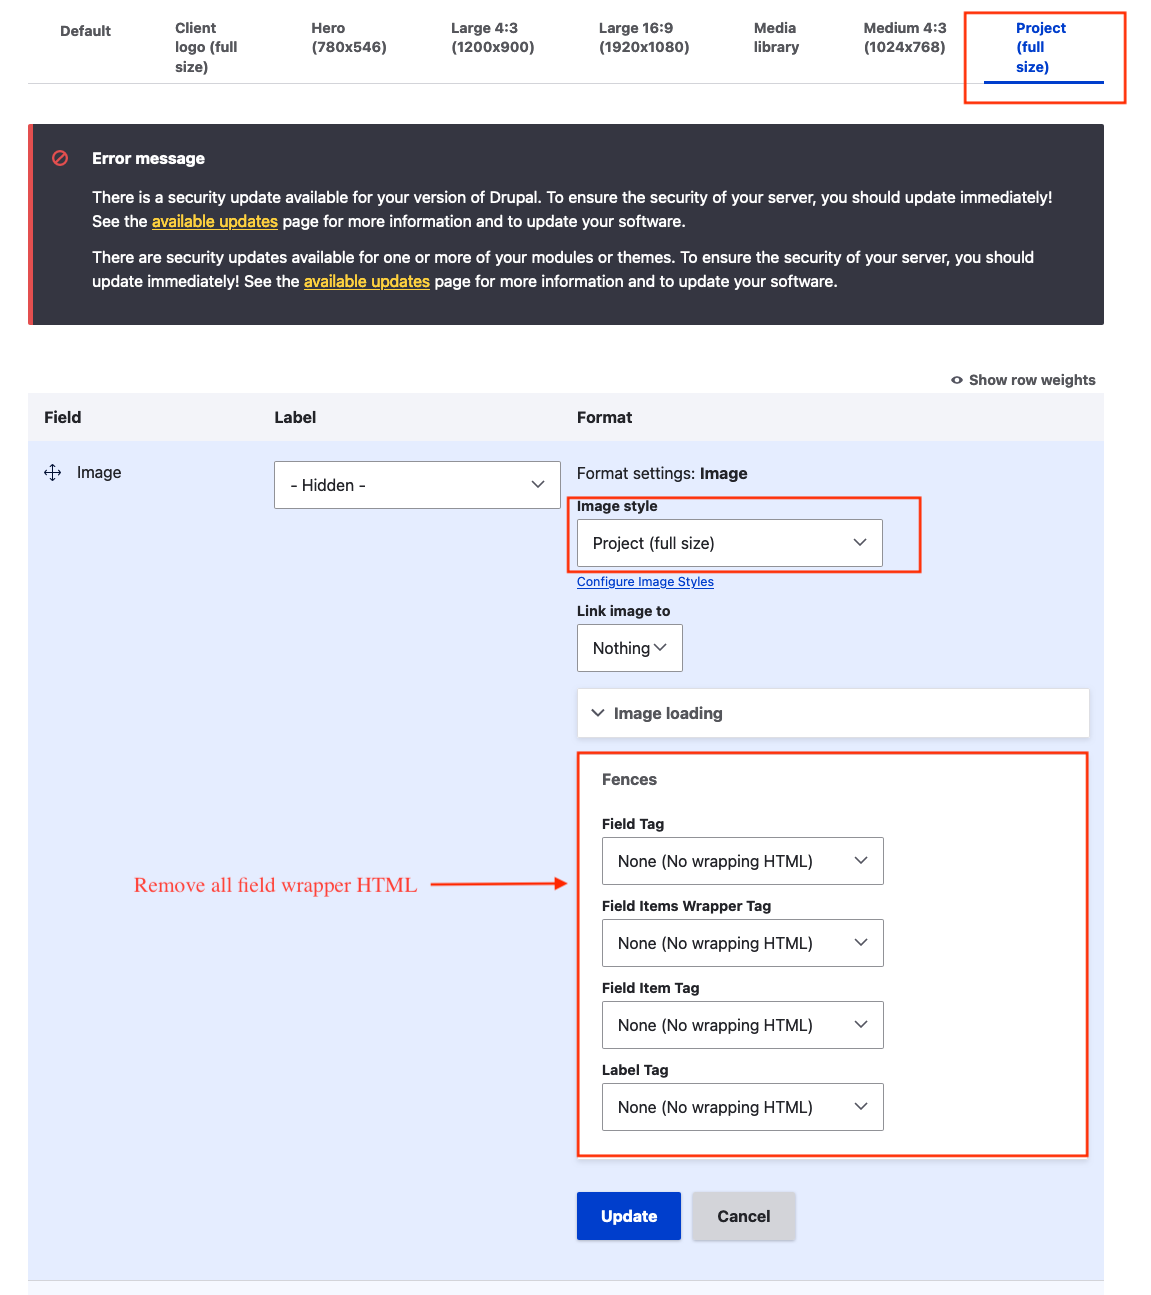 Default
Client
logo (full
size)
Hero
(780x546)
Large 4:3
(1200x900)
Large 16:9
(1920x1080)
Media
library
Medium 4:3
(1024x768)
Project
(full
size)
Error message
There is a security update available for your version of Drupal. To ensure the security of your server, you should update immediately!
See the available updates page for more information and to update your software.
There are security updates available for one or more of your modules or themes. To ensure the security of your server, you should
update immediately! See the available updates page for more information and to update your software.
Show row weights
Field Label Format
Image
- Hidden -
Format settings: Image
Image style
Project (full size)
Configure Image Styles
Link image to
Nothing
Image loading
Fences
Field Tag
None (No wrapping HTML)
Remove all field wrapper HTML
Field Items Wrapper Tag
None (No wrapping HTML)
Field Item Tag
None (No wrapping HTML)
Label Tag
None (No wrapping HTML)
Update Cancel